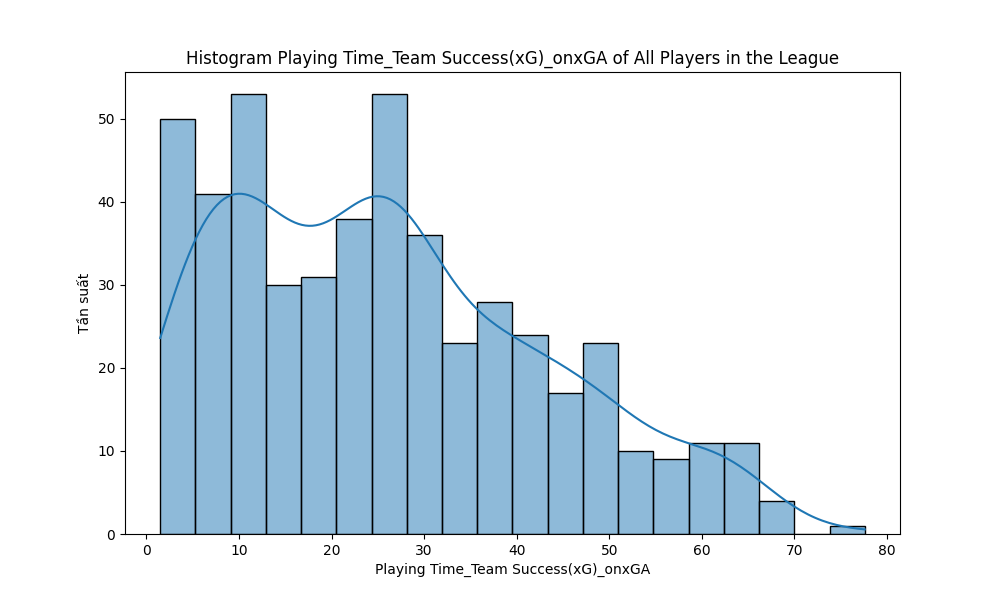 Histogram Playing Time_Team Success(xG)_onxGA of All Players in the League
Tần suất
50
40
30
20
10
0
0 10 20 30 40 50 60 70 80
Playing Time_Team Success(xG)_onxGA